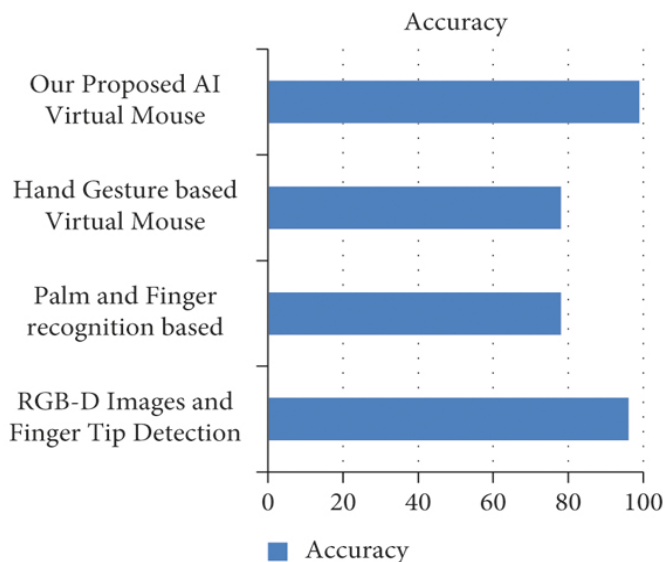 Accuracy
Our Proposed AI
Virtual Mouse
Hand Gesture based
Virtual Mouse
Palm and Finger
recognition based
RGB-D Images and
Finger Tip Detection
0 20 40 60 80 100
Accuracy